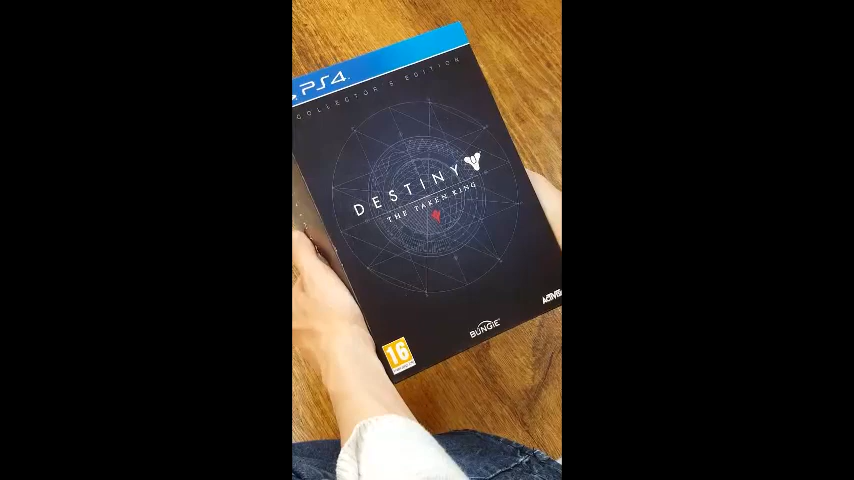 PS4
COLLECTOR'S EDITION
DESTINY
THE TAKEN KING
BUNGIE
16